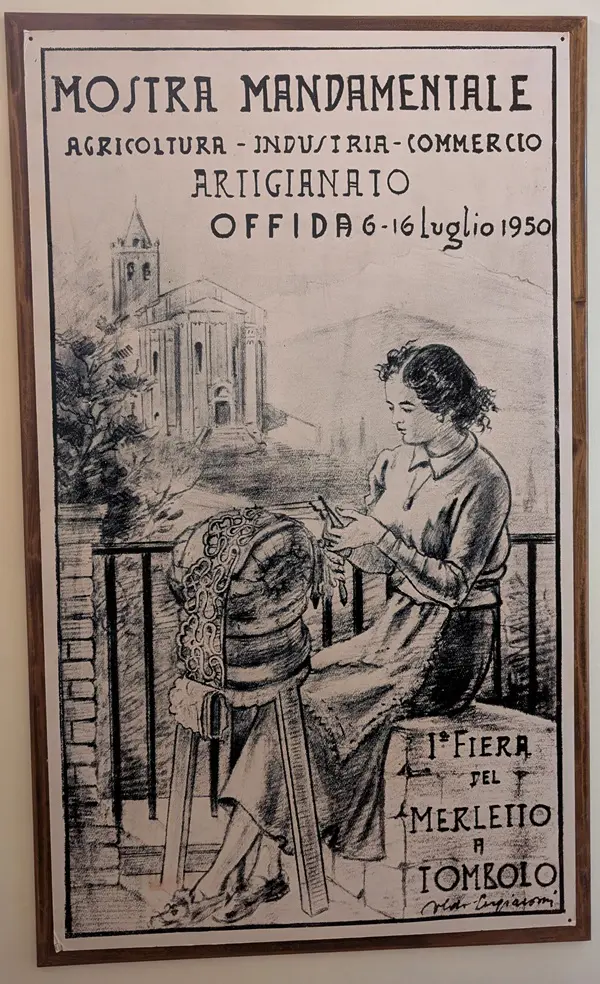 MOSTRA MANDAMENTALE
AGRICOLTURA - INDUSTRIA - COMMERCIO
ARTIGIANATO
OFFIDA 6-16 Luglio 1950
1ª FIERA
DEL
MERLETTO
A
TOMBOLO